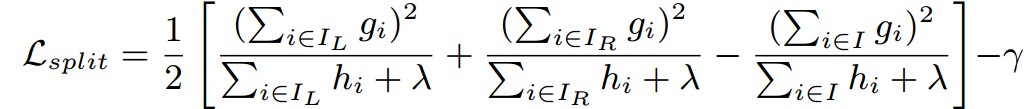 \mathcal{L}_{split} = \frac{1}{2} \left[ \frac{(\sum_{i \in I_L} g_i)^2}{\sum_{i \in I_L} h_i + \lambda} + \frac{(\sum_{i \in I_R} g_i)^2}{\sum_{i \in I_R} h_i + \lambda} - \frac{(\sum_{i \in I} g_i)^2}{\sum_{i \in I} h_i + \lambda} \right] - \gamma